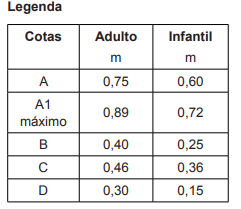 Legenda
Cotas Adulto Infantil
m m
A 0,75 0,60
A1
máximo 0,89 0,72
B 0,40 0,25
C 0,46 0,36
D 0,30 0,15